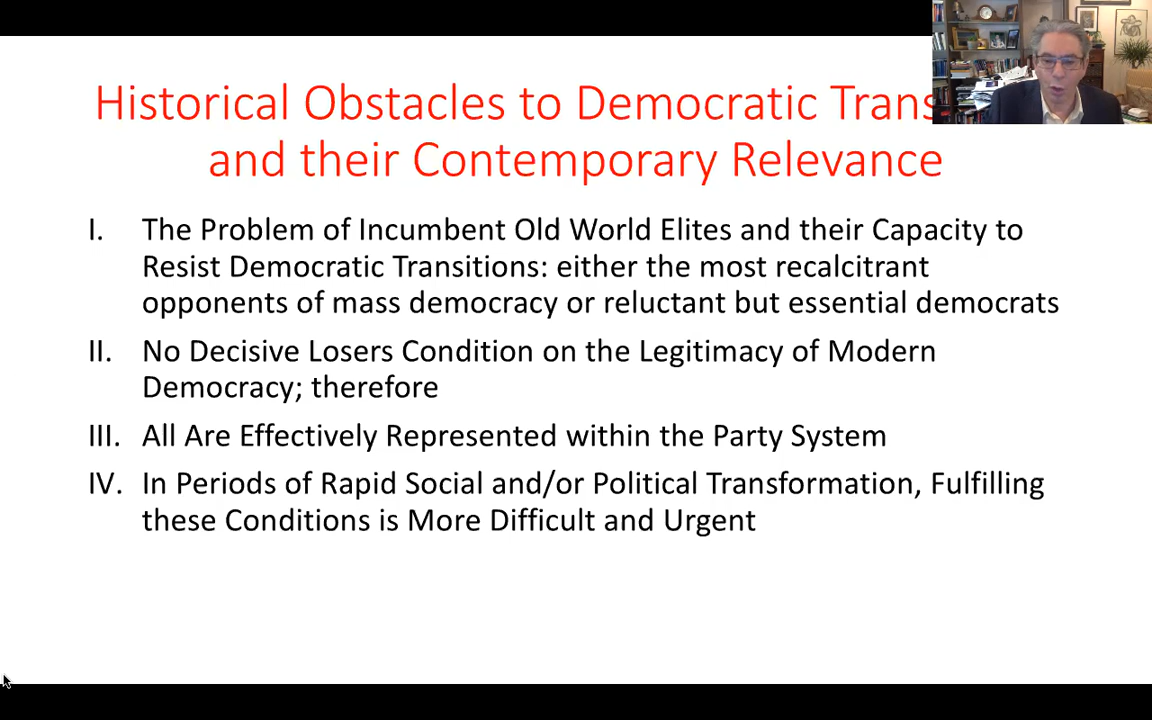 Historical Obstacles to Democratic Trans
and their Contemporary Relevance
I. The Problem of Incumbent Old World Elites and their Capacity to
Resist Democratic Transitions: either the most recalcitrant
opponents of mass democracy or reluctant but essential democrats
II. No Decisive Losers Condition on the Legitimacy of Modern
Democracy; therefore
III. All Are Effectively Represented within the Party System
IV. In Periods of Rapid Social and/or Political Transformation, Fulfilling
these Conditions is More Difficult and Urgent